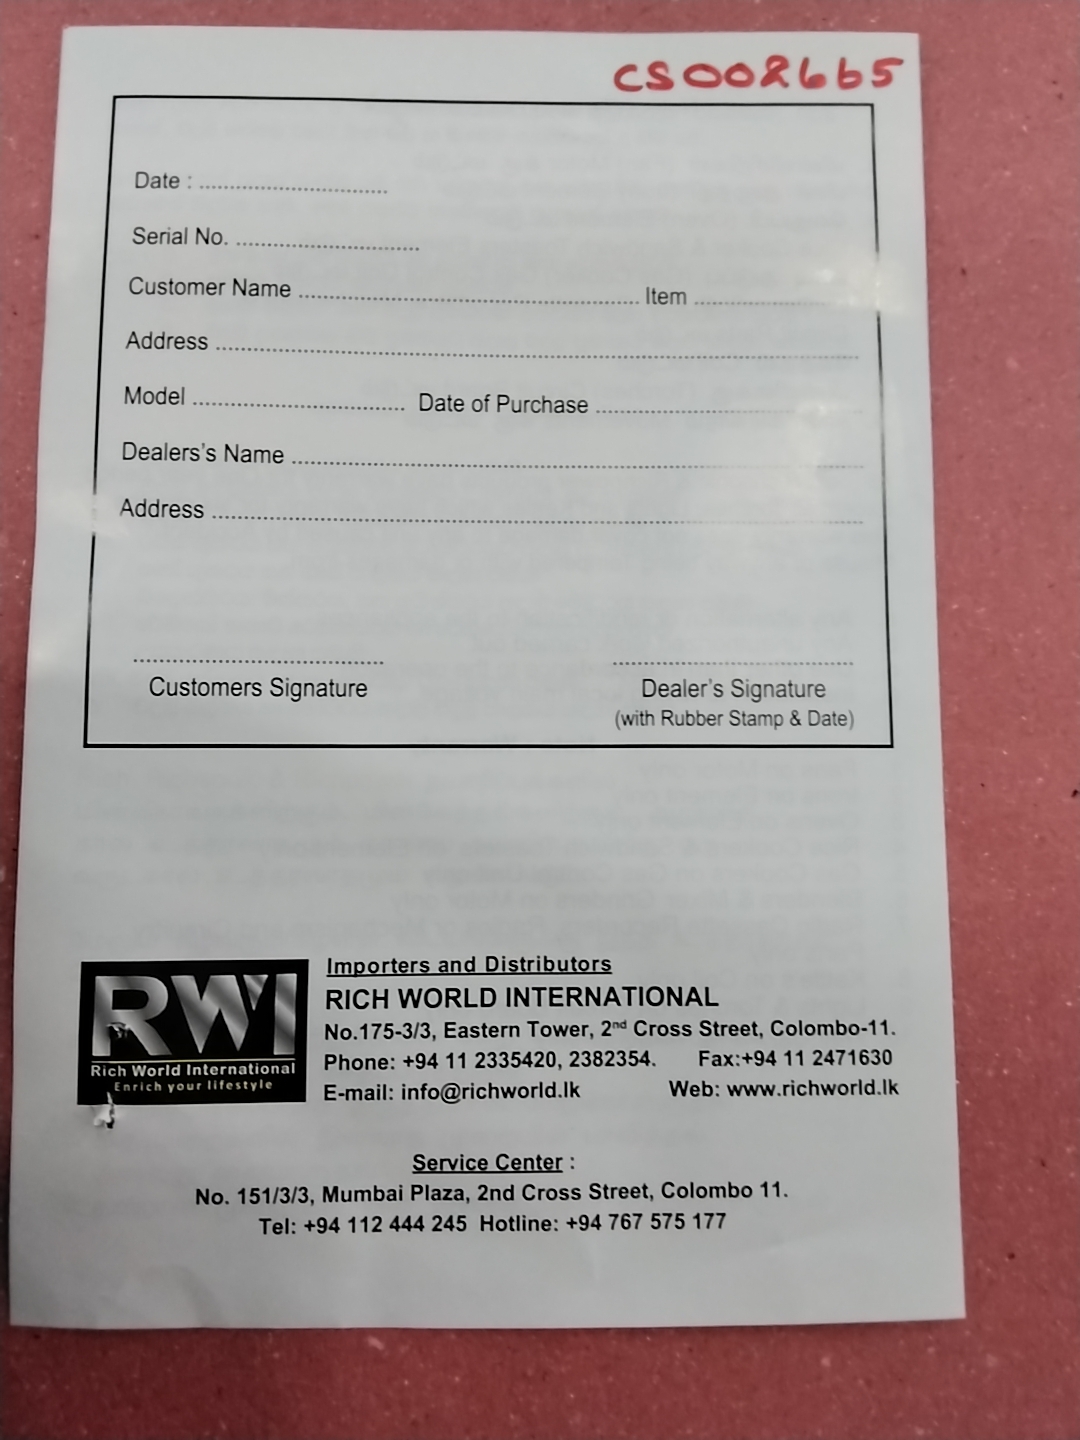 CS002665
Date : ................................
Serial No. ................................
Customer Name ................................ Item ................................
Address ................................
Model ................................ Date of Purchase ................................
Dealers's Name ................................
Address ................................
Customers Signature Dealer's Signature
(with Rubber Stamp & Date)
RWI
Rich World International
Enrich your lifestyle
Importers and Distributors
RICH WORLD INTERNATIONAL
No.175-3/3, Eastern Tower, 2nd Cross Street, Colombo-11.
Phone: +94 11 2335420, 2382354. Fax:+94 11 2471630
E-mail: info@richworld.lk Web: www.richworld.lk
Service Center :
No. 151/3/3, Mumbai Plaza, 2nd Cross Street, Colombo 11.
Tel: +94 112 444 245 Hotline: +94 767 575 177